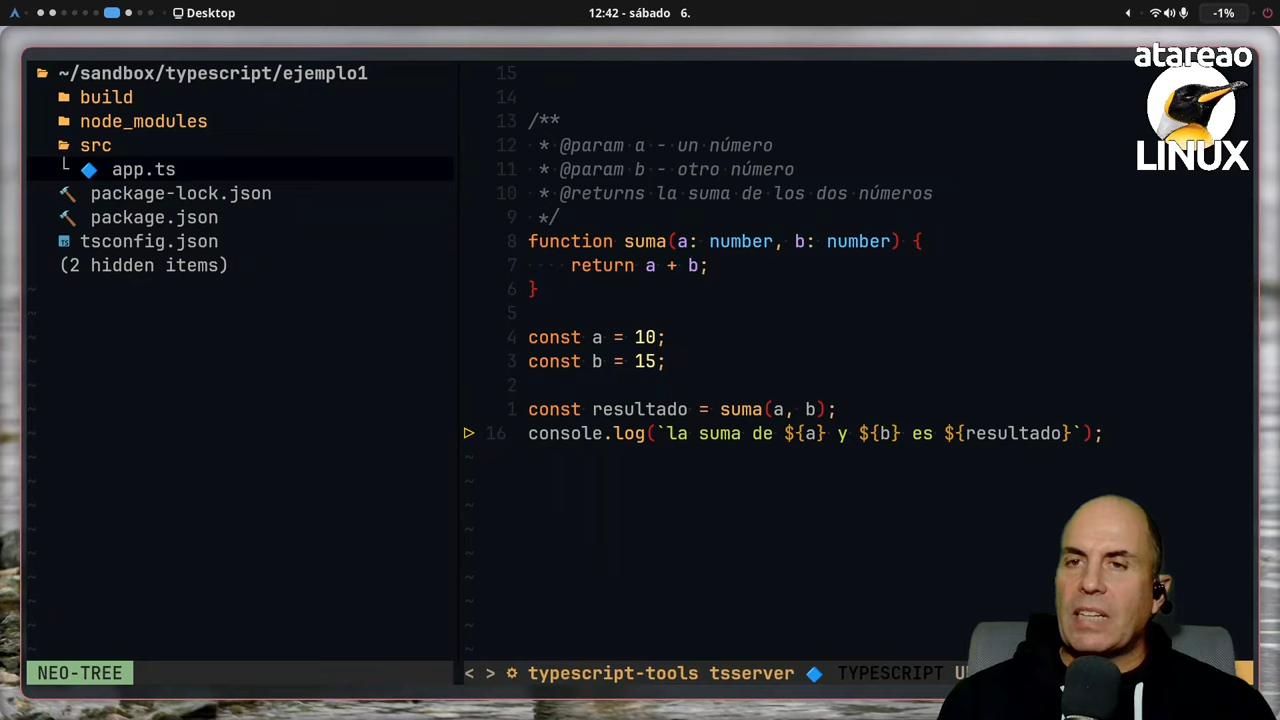 Desktop
12:42 - sábado 6.
-1%
atareao
LINUX
~/sandbox/typescript/ejemplo1
build
node_modules
src
app.ts
package-lock.json
package.json
tsconfig.json
(2 hidden items)
15
14
13 /**
12 * @param a - un número
11 * @param b - otro número
10 * @returns la suma de los dos números
9 */
8 function suma(a: number, b: number) {
7 ····return a + b;
6 }
5
4 const a = 10;
3 const b = 15;
2
1 const resultado = suma(a, b);
16 console.log(`la suma de ${a} y ${b} es ${resultado}`);
NEO-TREE
< > typescript-tools tsserver TYPESCRIPT